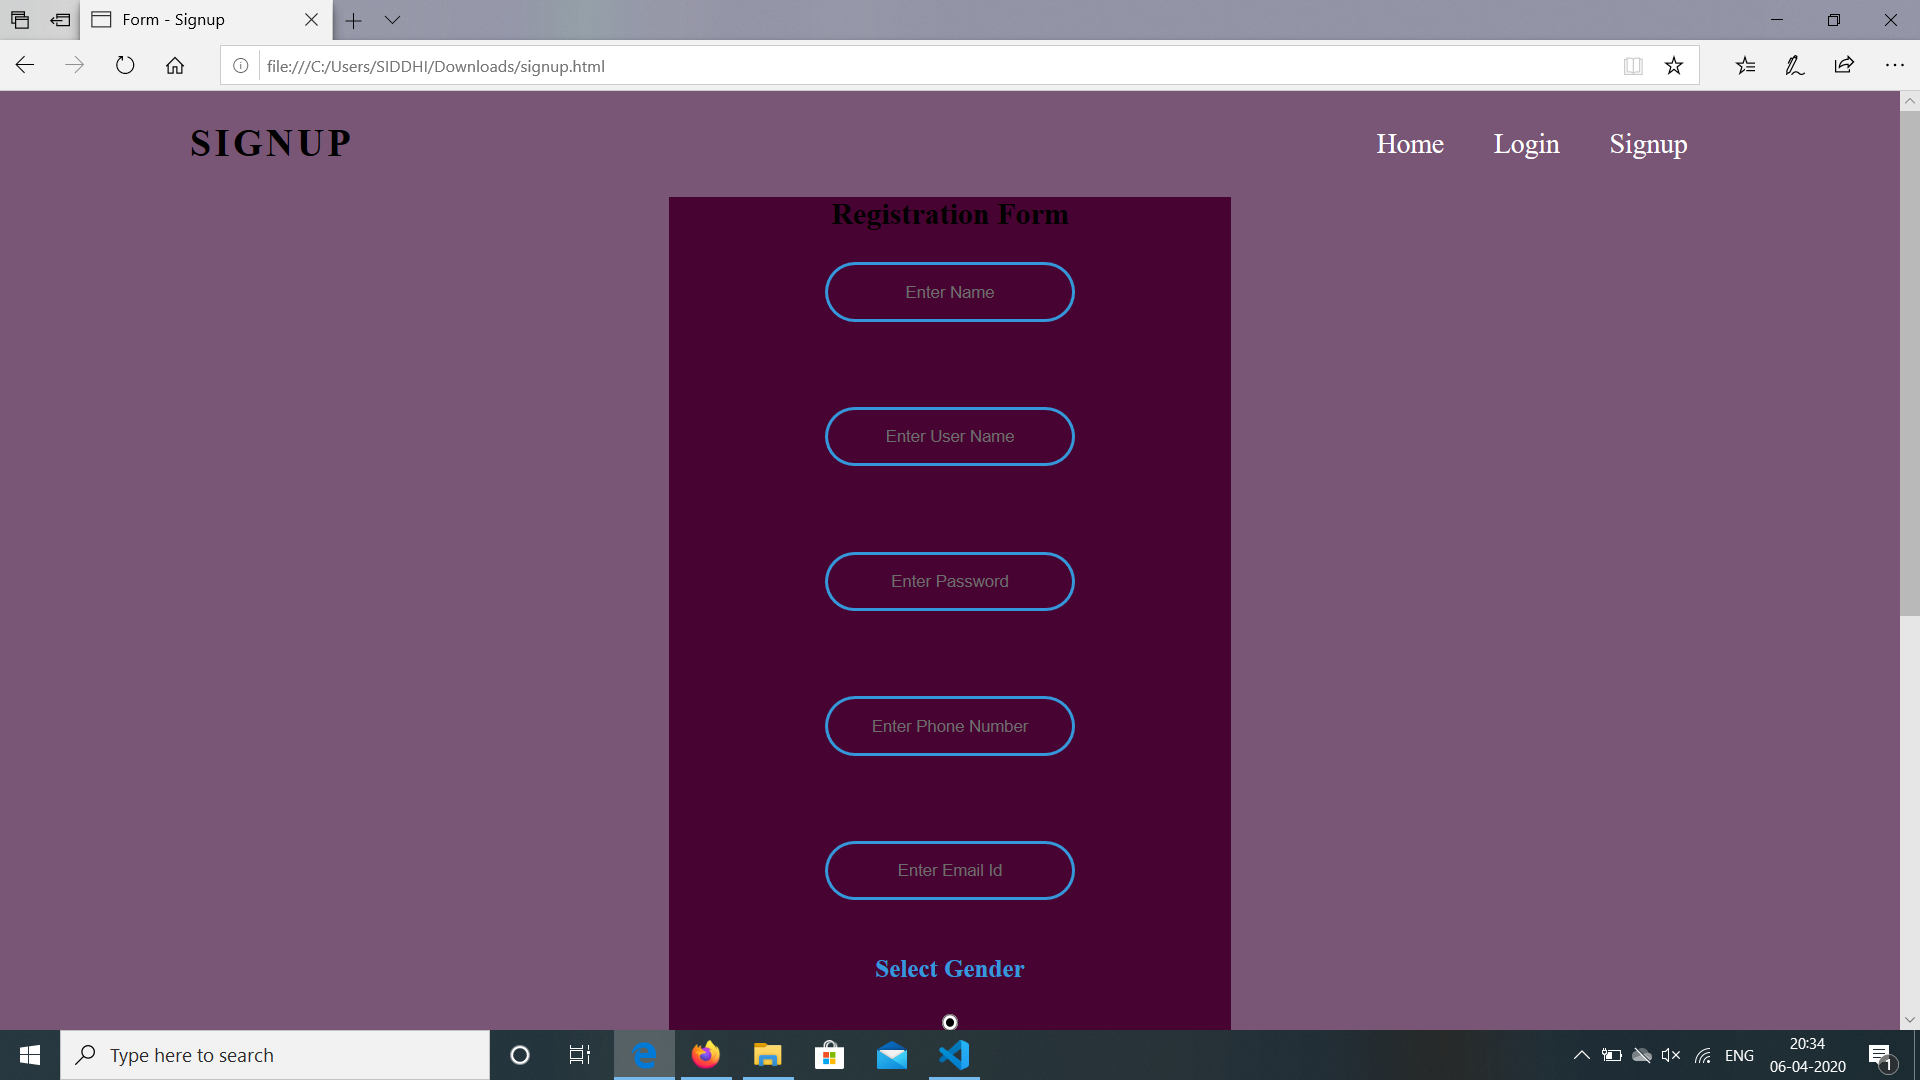 Form - Signup
file:///C:/Users/SIDDHI/Downloads/signup.html
SIGNUP
Home Login Signup
Registration Form
Enter Name
Enter User Name
Enter Password
Enter Phone Number
Enter Email Id
Select Gender
Type here to search
ENG
20:34
06-04-2020
1